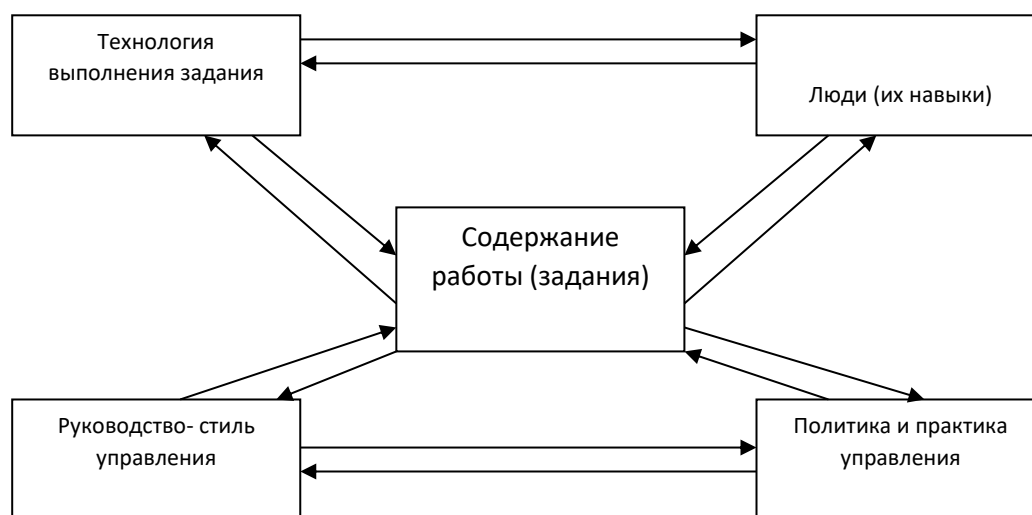 Технология
выполнения задания
Люди (их навыки)
Содержание
работы (задания)
Руководство- стиль
управления
Политика и практика
управления